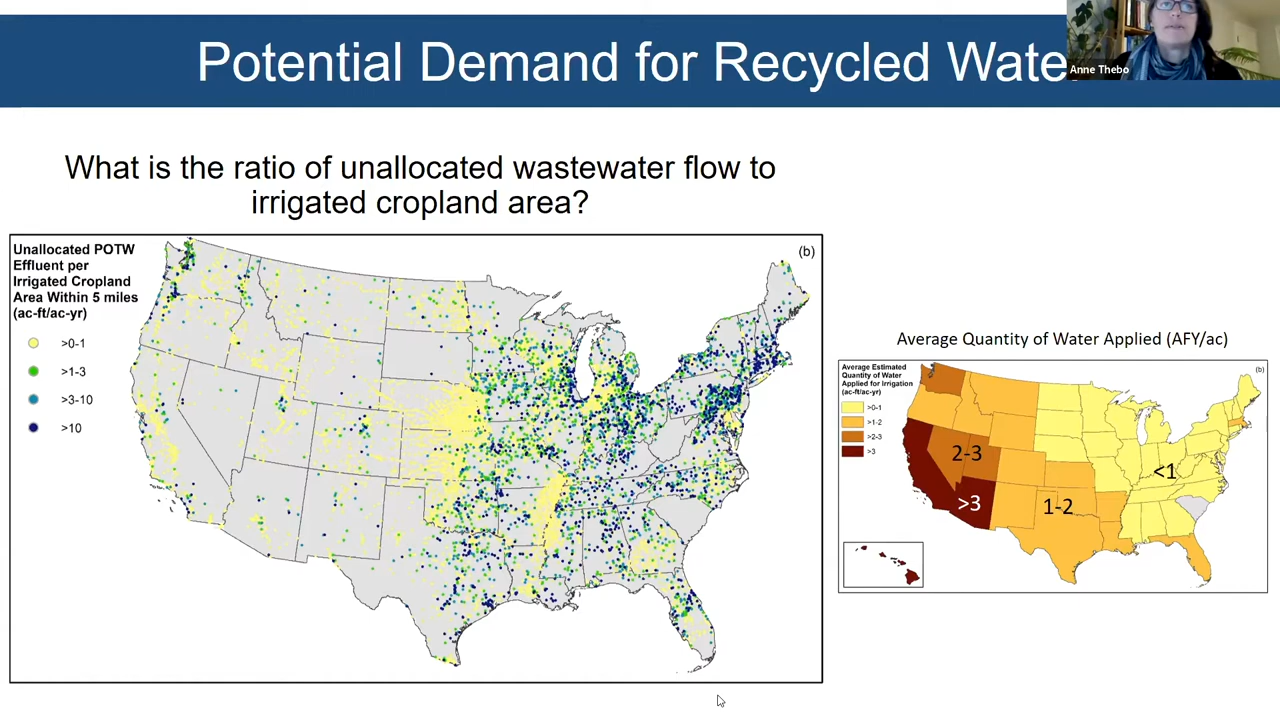 Potential Demand for Recycled Wate
Anne Thebo
What is the ratio of unallocated wastewater flow to
irrigated cropland area?
Unallocated POTW
Effluent per
Irrigated Cropland
Area Within 5 miles
(ac-ft/ac-yr)
>0-1
>1-3
>3-10
>10
(b)
Average Quantity of Water Applied (AFY/ac)
Average Estimated
Quantity of Water
Applied for Irrigation
(ac-ft/ac-yr)
>0-1
>1-2
>2-3
>3
(b)
2-3
<1
>3
1-2